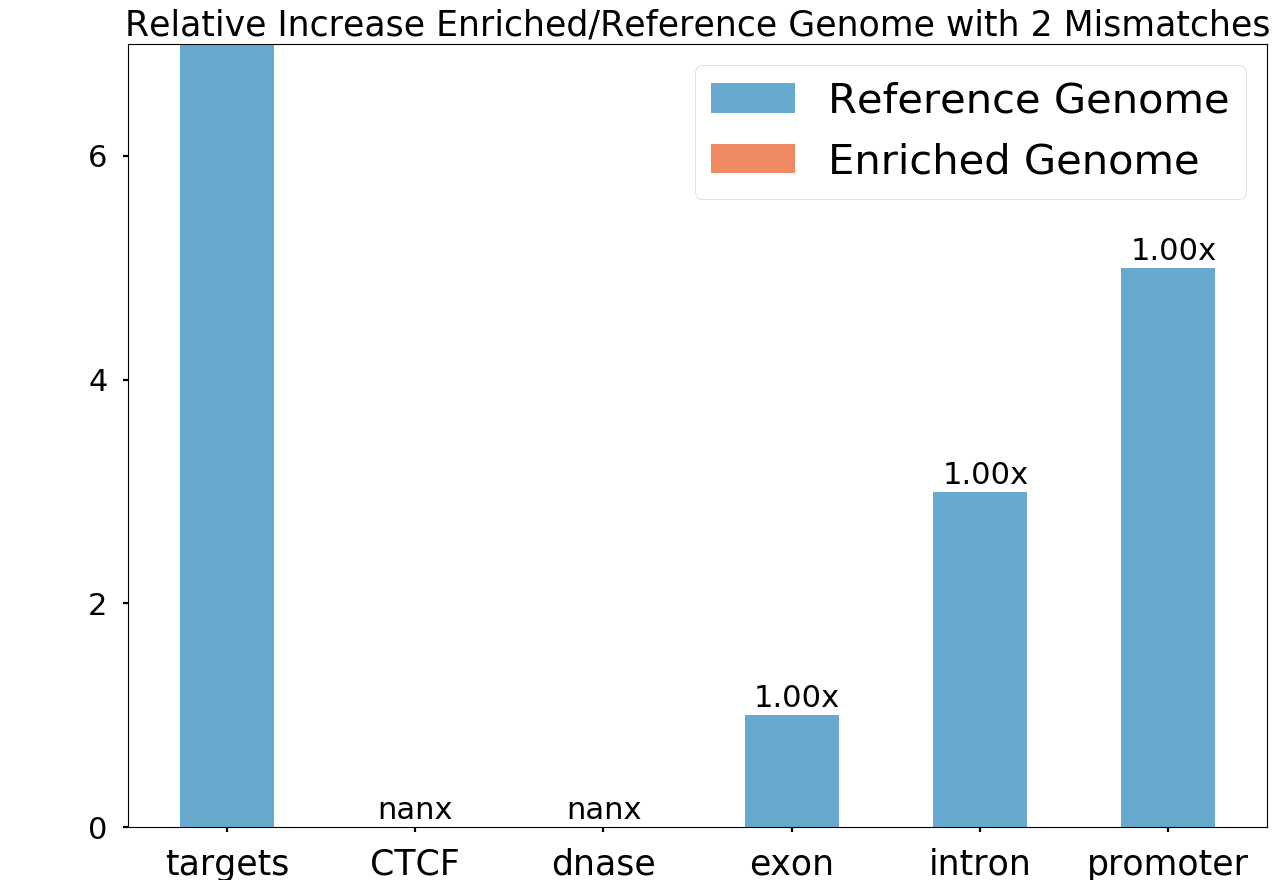 Relative Increase Enriched/Reference Genome with 2 Mismatches
Reference Genome
Enriched Genome
6
4
2
0
1.00x
1.00x
1.00x
nanx
nanx
targets
CTCF
dnase
exon
intron
promoter